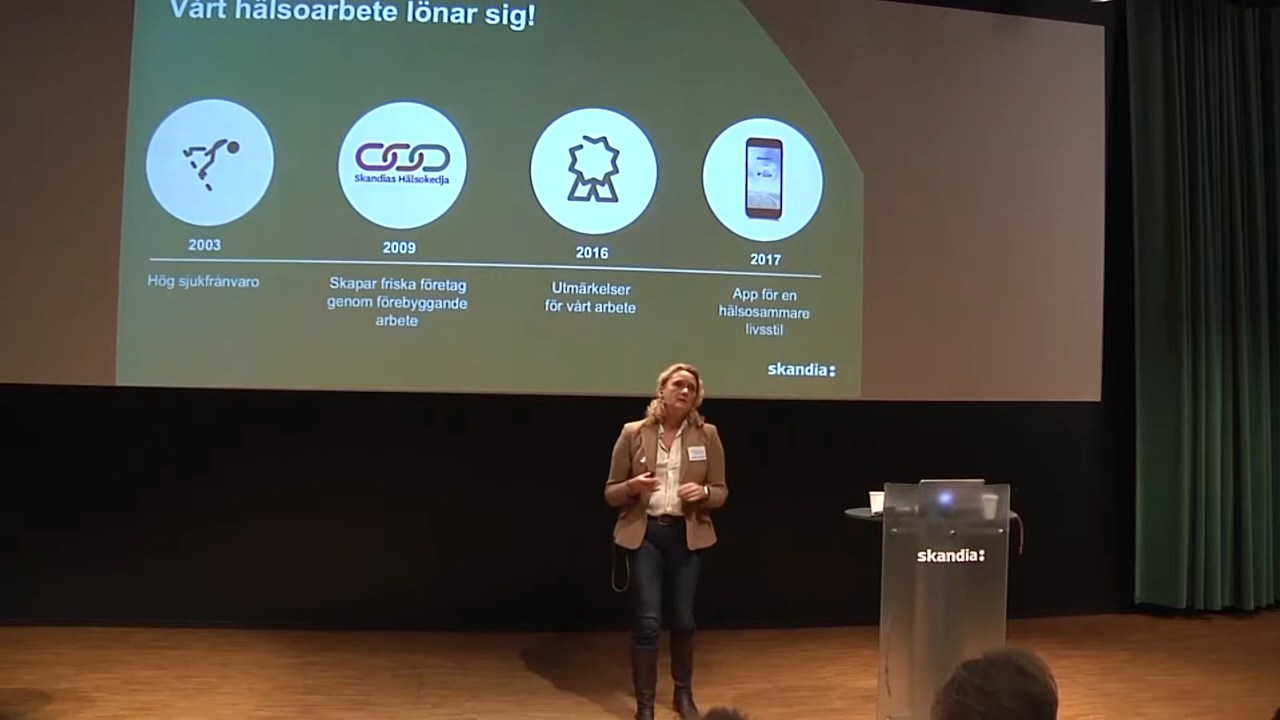 Vårt hälsoarbete lönar sig!
Skandias Hälsokedja
2003
2009
2016
2017
Hög sjukfrånvaro
Skapar friska företag
genom förebyggande
arbete
Utmärkelser
för vårt arbete
App för en
hälsosammare
livsstil
skandia:
skandia: